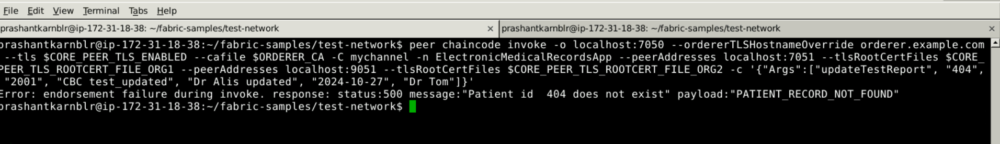 File Edit View Terminal Tabs Help
prashantkarnblr@ip-172-31-18-38: ~/fabric-samples/test-network × prashantkarnblr@ip-172-31-18-38: ~/fabric-samples/test-network ×
prashantkarnblr@ip-172-31-18-38:~/fabric-samples/test-network$ peer chaincode invoke -o localhost:7050 --ordererTLSHostnameOverride orderer.example.com
--tls $CORE_PEER_TLS_ENABLED --cafile $ORDERER_CA -C mychannel -n ElectronicMedicalRecordsApp --peerAddresses localhost:7051 --tlsRootCertFiles $CORE_
PEER_TLS_ROOTCERT_FILE_ORG1 --peerAddresses localhost:9051 --tlsRootCertFiles $CORE_PEER_TLS_ROOTCERT_FILE_ORG2 -c '{"Args":["updateTestReport", "404",
"2001", "CBC test_updated", "Dr Alis updated", "2024-10-27", "Dr Tom"]}'
Error: endorsement failure during invoke. response: status:500 message:"Patient id  404 does not exist" payload:"PATIENT_RECORD_NOT_FOUND"
prashantkarnblr@ip-172-31-18-38:~/fabric-samples/test-network$